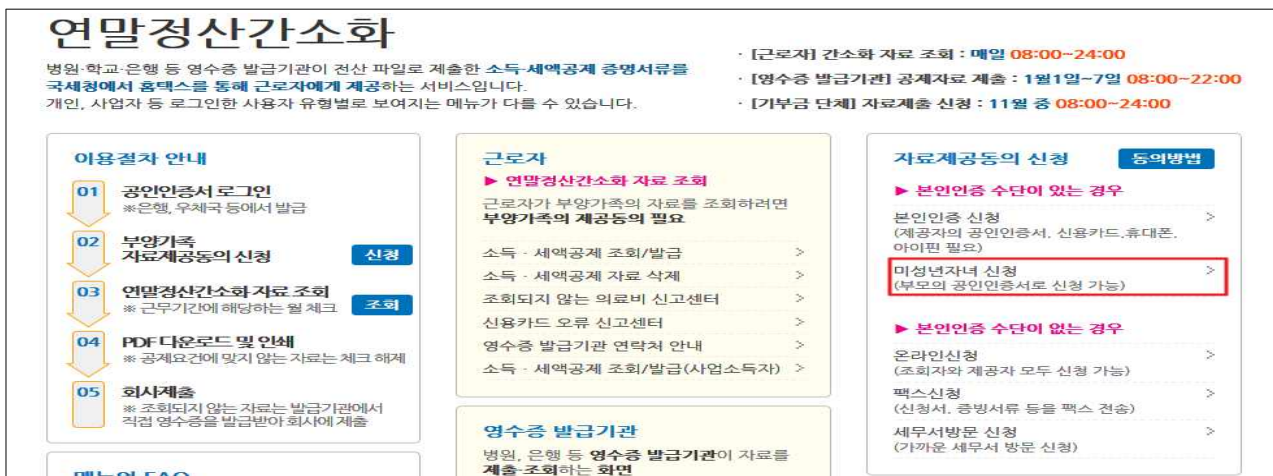 연말정산간소화
병원·학교·은행 등 영수증 발급기관이 전산 파일로 제출한 소득·세액공제 증명서류를
국세청에서 홈택스를 통해 근로자에게 제공하는 서비스입니다.
개인, 사업자 등 로그인한 사용자 유형별로 보여지는 메뉴가 다를 수 있습니다.
· [근로자] 간소화 자료 조회 : 매일 08:00~24:00
· [영수증 발급기관] 공제자료 제출 : 1월1일~7일 08:00~22:00
· [기부금 단체] 자료제출 신청 : 11월 중 08:00~24:00
이용절차 안내
01 공인인증서 로그인
※은행, 우체국 등에서 발급
02 부양가족
자료제공동의 신청 신청
03 연말정산간소화 자료 조회
※ 근무기간에 해당하는 월 체크 조회
04 PDF 다운로드 및 인쇄
※ 공제요건에 맞지 않는 자료는 체크 해제
05 회사제출
※ 조회되지 않는 자료는 발급기관에서
직접 영수증을 발급받아 회사에 제출
메뉴얼 FAQ
근로자
▶ 연말정산간소화 자료 조회
근로자가 부양가족의 자료를 조회하려면
부양가족의 제공동의 필요
소득 · 세액공제 조회/발급 >
소득 · 세액공제 자료 삭제 >
조회되지 않는 의료비 신고센터 >
신용카드 오류 신고센터 >
영수증 발급기관 연락처 안내 >
소득 · 세액공제 조회/발급(사업소득자) >
영수증 발급기관
병원, 은행 등 영수증 발급기관이 자료를
제출·조회하는 화면
자료제공동의 신청 동의방법
▶ 본인인증 수단이 있는 경우
본인인증 신청 >
(제공자의 공인인증서, 신용카드,휴대폰,
아이핀 필요)
미성년자녀 신청 >
(부모의 공인인증서로 신청 가능)
▶ 본인인증 수단이 없는 경우
온라인신청 >
(조회자와 제공자 모두 신청 가능)
팩스신청 >
(신청서, 증빙서류 등을 팩스 전송)
세무서방문 신청 >
(가까운 세무서 방문 신청)